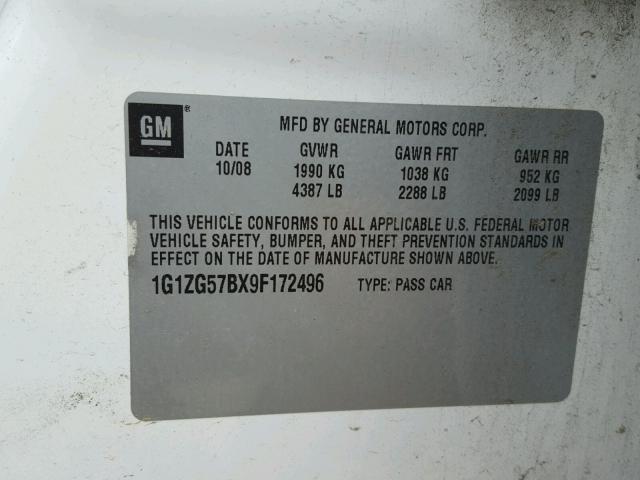 GM®
MFD BY GENERAL MOTORS CORP.
DATE GVWR GAWR FRT GAWR RR
10/08 1990 KG 1038 KG 952 KG
4387 LB 2288 LB 2099 LB
THIS VEHICLE CONFORMS TO ALL APPLICABLE U.S. FEDERAL MOTOR
VEHICLE SAFETY, BUMPER, AND THEFT PREVENTION STANDARDS IN
EFFECT ON THE DATE OF MANUFACTURE SHOWN ABOVE.
1G1ZG57BX9F172496 TYPE: PASS CAR